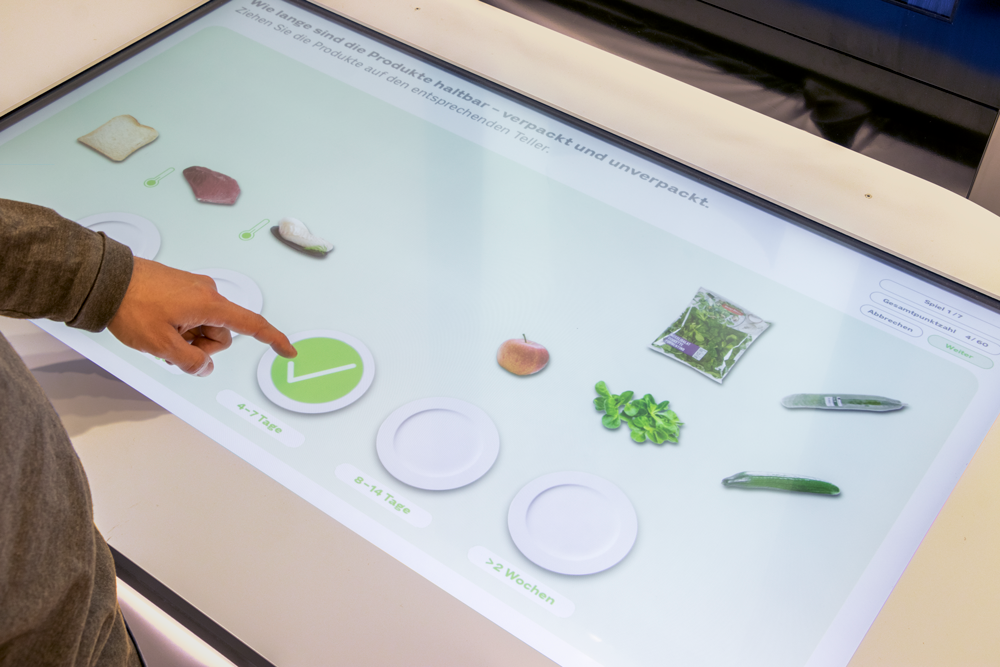 Wie lange sind die Produkte haltbar – verpackt und unverpackt.
Ziehen Sie die Produkte auf den entsprechenden Teller.
Spiel 1/7
Gesamtpunktzahl 4/60
Abbrechen
Weiter
4–7 Tage
8–14 Tage
>2 Wochen